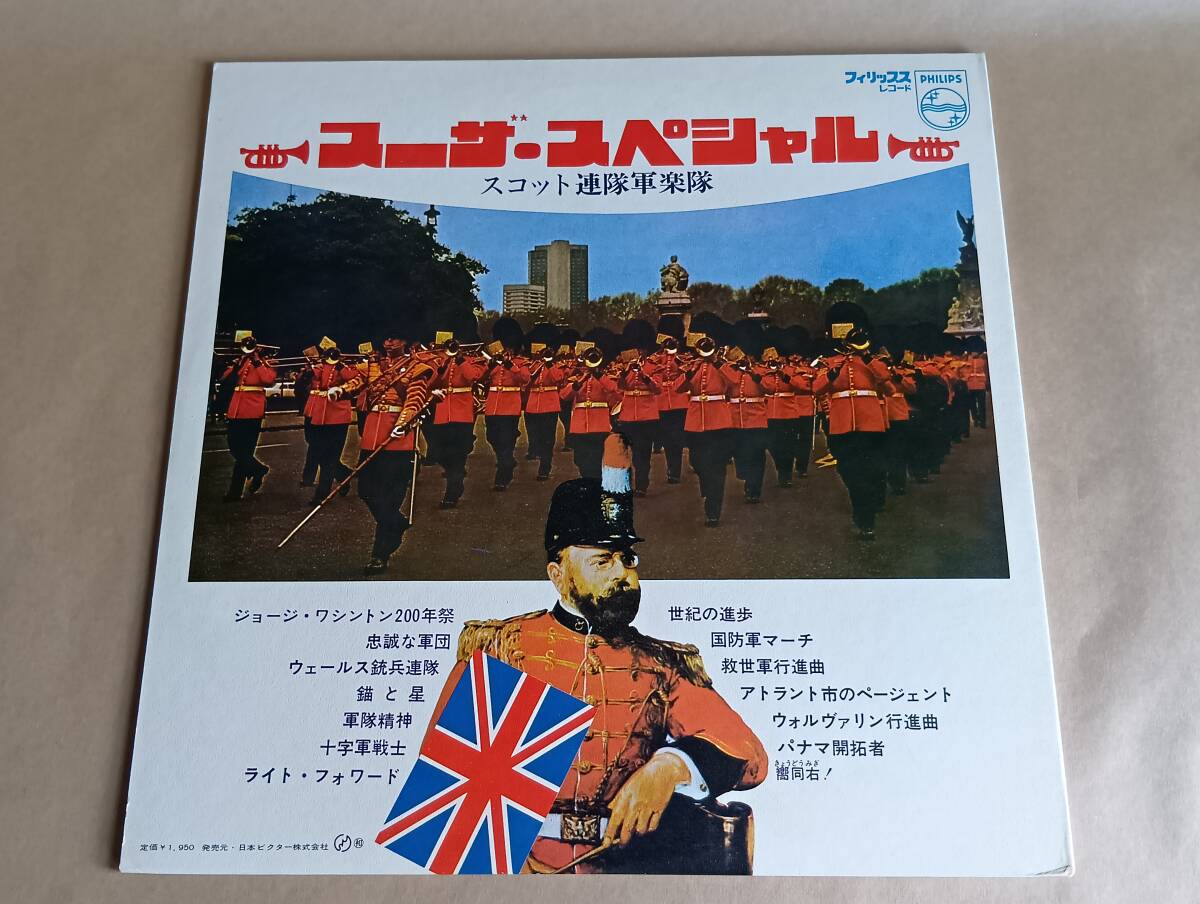 フィリップス
レコード
PHILIPS
スーザ・スペシャル
スコット連隊軍楽隊
ジョージ・ワシントン200年祭
忠誠な軍団
ウェールス銃兵連隊
錨と星
軍隊精神
十字軍戦士
ライト・フォワード
世紀の進歩
国防軍マーチ
救世軍行進曲
アトラント市のページェント
ウォルヴァリン行進曲
パナマ開拓者
きょうどうみぎ
嚮同右!
定価¥1,950 発売元・日本ビクター株式会社 ㊓